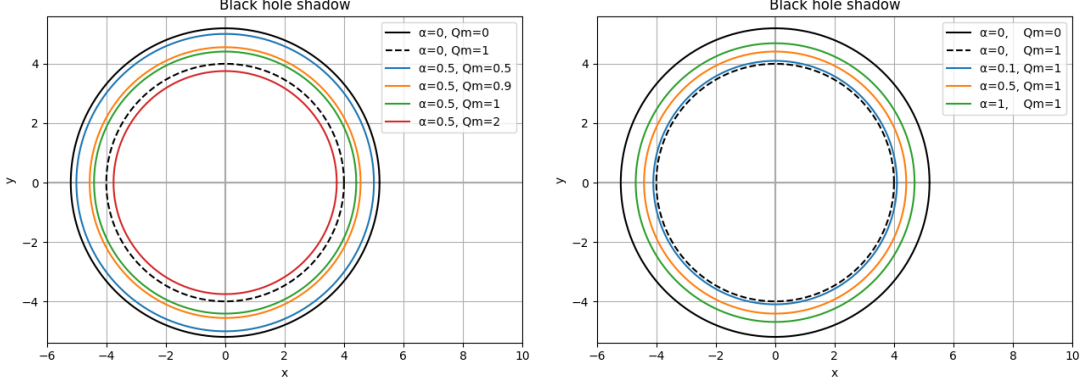 Black hole shadow
α=0, Qm=0
α=0, Qm=1
α=0.5, Qm=0.5
α=0.5, Qm=0.9
α=0.5, Qm=1
α=0.5, Qm=2
y
4
2
0
−2
−4
−6 −4 −2 0 2 4 6 8 10
x
Black hole shadow
α=0, Qm=0
α=0, Qm=1
α=0.1, Qm=1
α=0.5, Qm=1
α=1, Qm=1
y
4
2
0
−2
−4
−6 −4 −2 0 2 4 6 8 10
x